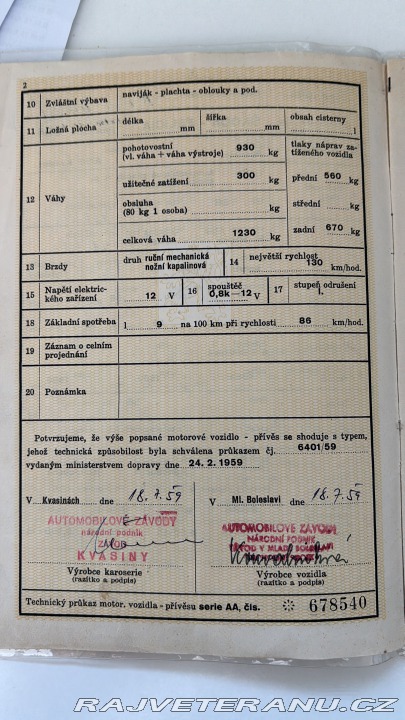 2
10 Zvláštní výbava naviják - plachta - oblouky a pod.
11 Ložná plocha délka mm šířka mm obsah cisterny l
12 Váhy
pohotovostní (vl. váha + váha výstroje) 930 kg
užitečné zatížení 300 kg
obsluha (80 kg 1 osoba) kg
celková váha 1230 kg
tlaky náprav zatíženého vozidla
přední 560 kg
střední kg
zadní 670 kg
13 Brzdy druh ruční mechanická nožní kapalinová 14 největší rychlost 130 km/hod.
15 Napětí elektrického zařízení 12 V 16 spouštěč 0,8k—12 V 17 stupeň odrušení I.
18 Základní spotřeba l 9 na 100 km při rychlosti 86 km/hod.
19 Záznam o celním projednání
20 Poznámka
Potvrzujeme, že výše popsané motorové vozidlo - přívěs se shoduje s typem,
jehož technická způsobilost byla schválena průkazem čj. 6401/59
vydaným ministerstvem dopravy dne 24. 2. 1959
V Kvasinách dne 18.7.59
V Ml. Boleslavi dne 18.7.59
AUTOMOBILOVÉ ZÁVODY
národní podnik
ZÁVOD
KVASINY
AUTOMOBILOVÉ ZÁVODY
NÁRODNÍ PODNIK
ZÁVOD V MLADÉ BOLESLAVI
Výrobce karoserie
(razítko a podpis)
Výrobce vozidla
(razítko a podpis)
Technický průkaz motor. vozidla - přívěsu serie AA, čís. 678540
RAJVETERANU.CZ